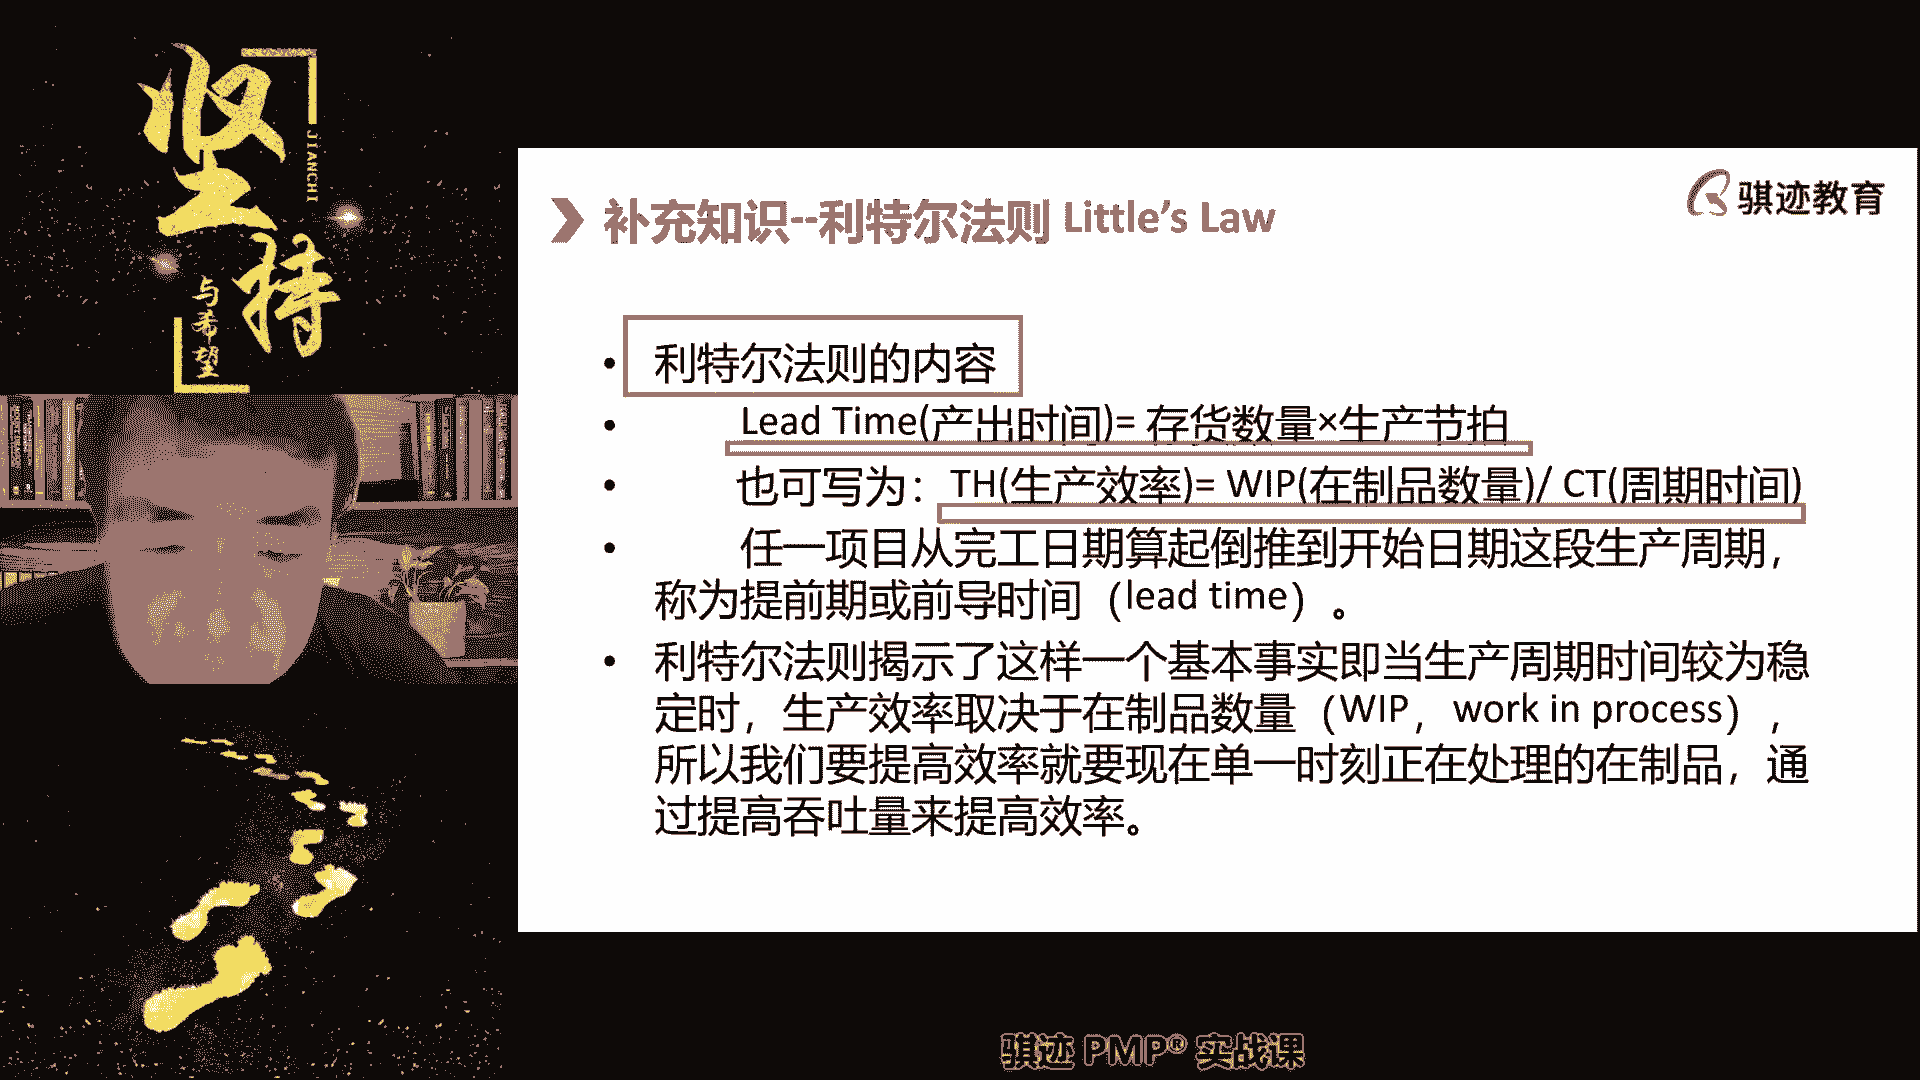 坚持
JIANCHI
与希望
骐迹教育
补充知识--利特尔法则 Little's Law
• 利特尔法则的内容
• Lead Time(产出时间)= 存货数量×生产节拍
• 也可写为：TH(生产效率)= WIP(在制品数量)/ CT(周期时间)
• 任一项目从完工日期算起倒推到开始日期这段生产周期，
称为提前期或前导时间（lead time）。
• 利特尔法则揭示了这样一个基本事实即当生产周期时间较为稳
定时，生产效率取决于在制品数量（WIP，work in process），
所以我们要提高效率就要现在单一时刻正在处理的在制品，通
过提高吞吐量来提高效率。
骐迹 PMP® 实战课